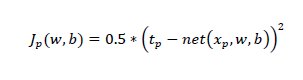 J_p(w, b) = 0.5 * (t_p − net(x_p, w, b))²